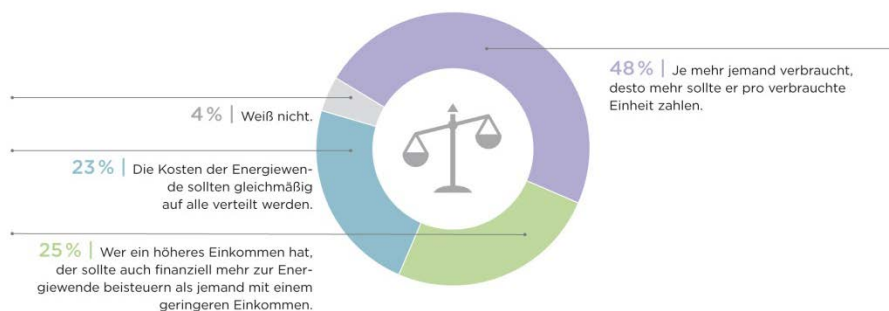 48 % | Je mehr jemand verbraucht,
desto mehr sollte er pro verbrauchte
Einheit zahlen.
4 % | Weiß nicht.
23 % | Die Kosten der Energiewen-
de sollten gleichmäßig
auf alle verteilt werden.
25 % | Wer ein höheres Einkommen hat,
der sollte auch finanziell mehr zur Ener-
giewende beisteuern als jemand mit einem
geringeren Einkommen.